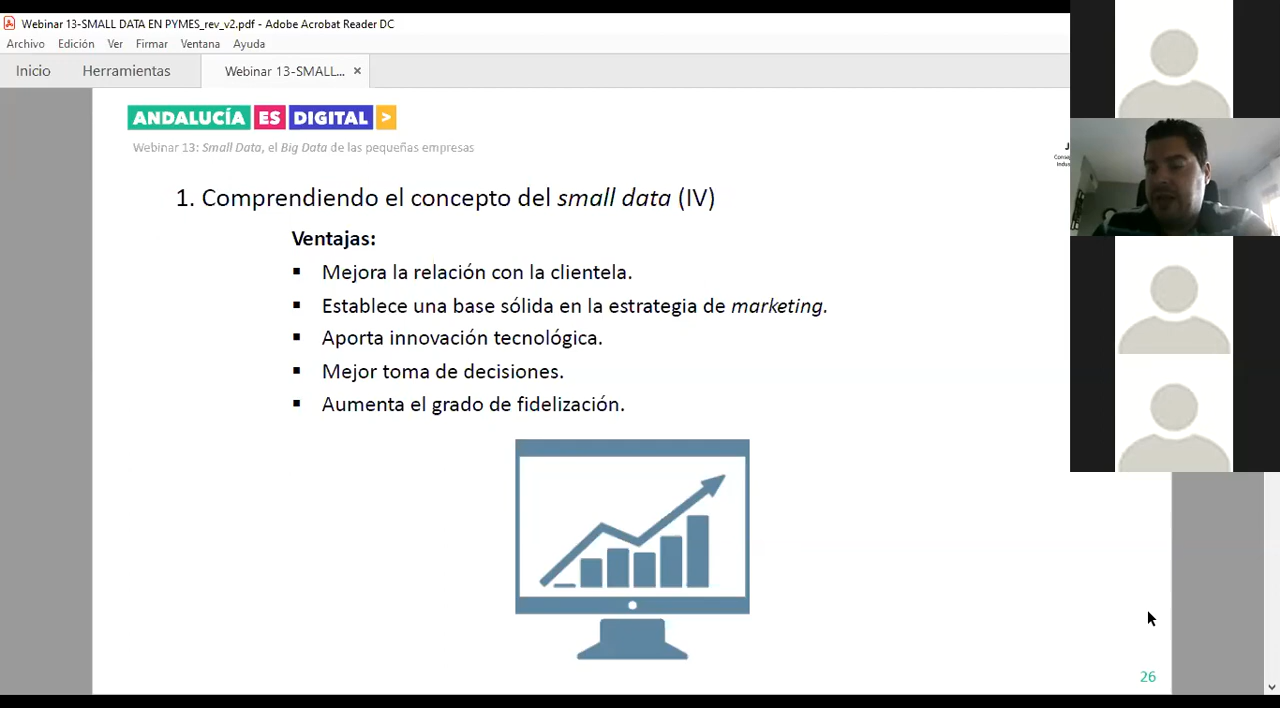 Webinar 13-SMALL DATA EN PYMES_rev_v2.pdf - Adobe Acrobat Reader DC
Archivo Edición Ver Firmar Ventana Ayuda
Inicio Herramientas Webinar 13-SMALL... ×
ANDALUCÍA ES DIGITAL >
Webinar 13: Small Data, el Big Data de las pequeñas empresas
1. Comprendiendo el concepto del small data (IV)
Ventajas:
▪ Mejora la relación con la clientela.
▪ Establece una base sólida en la estrategia de marketing.
▪ Aporta innovación tecnológica.
▪ Mejor toma de decisiones.
▪ Aumenta el grado de fidelización.
26